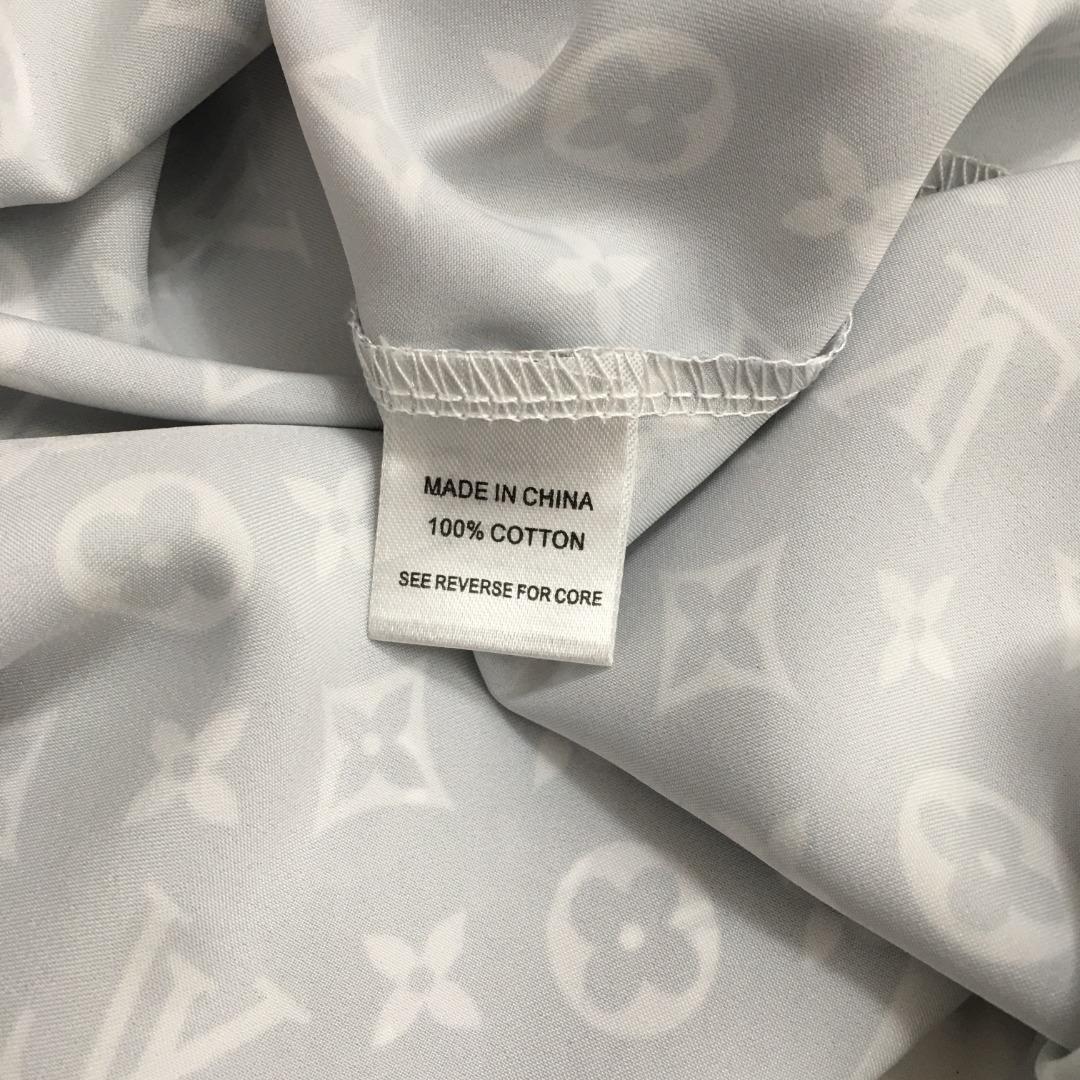 MADE IN CHINA
100% COTTON
SEE REVERSE FOR CORE